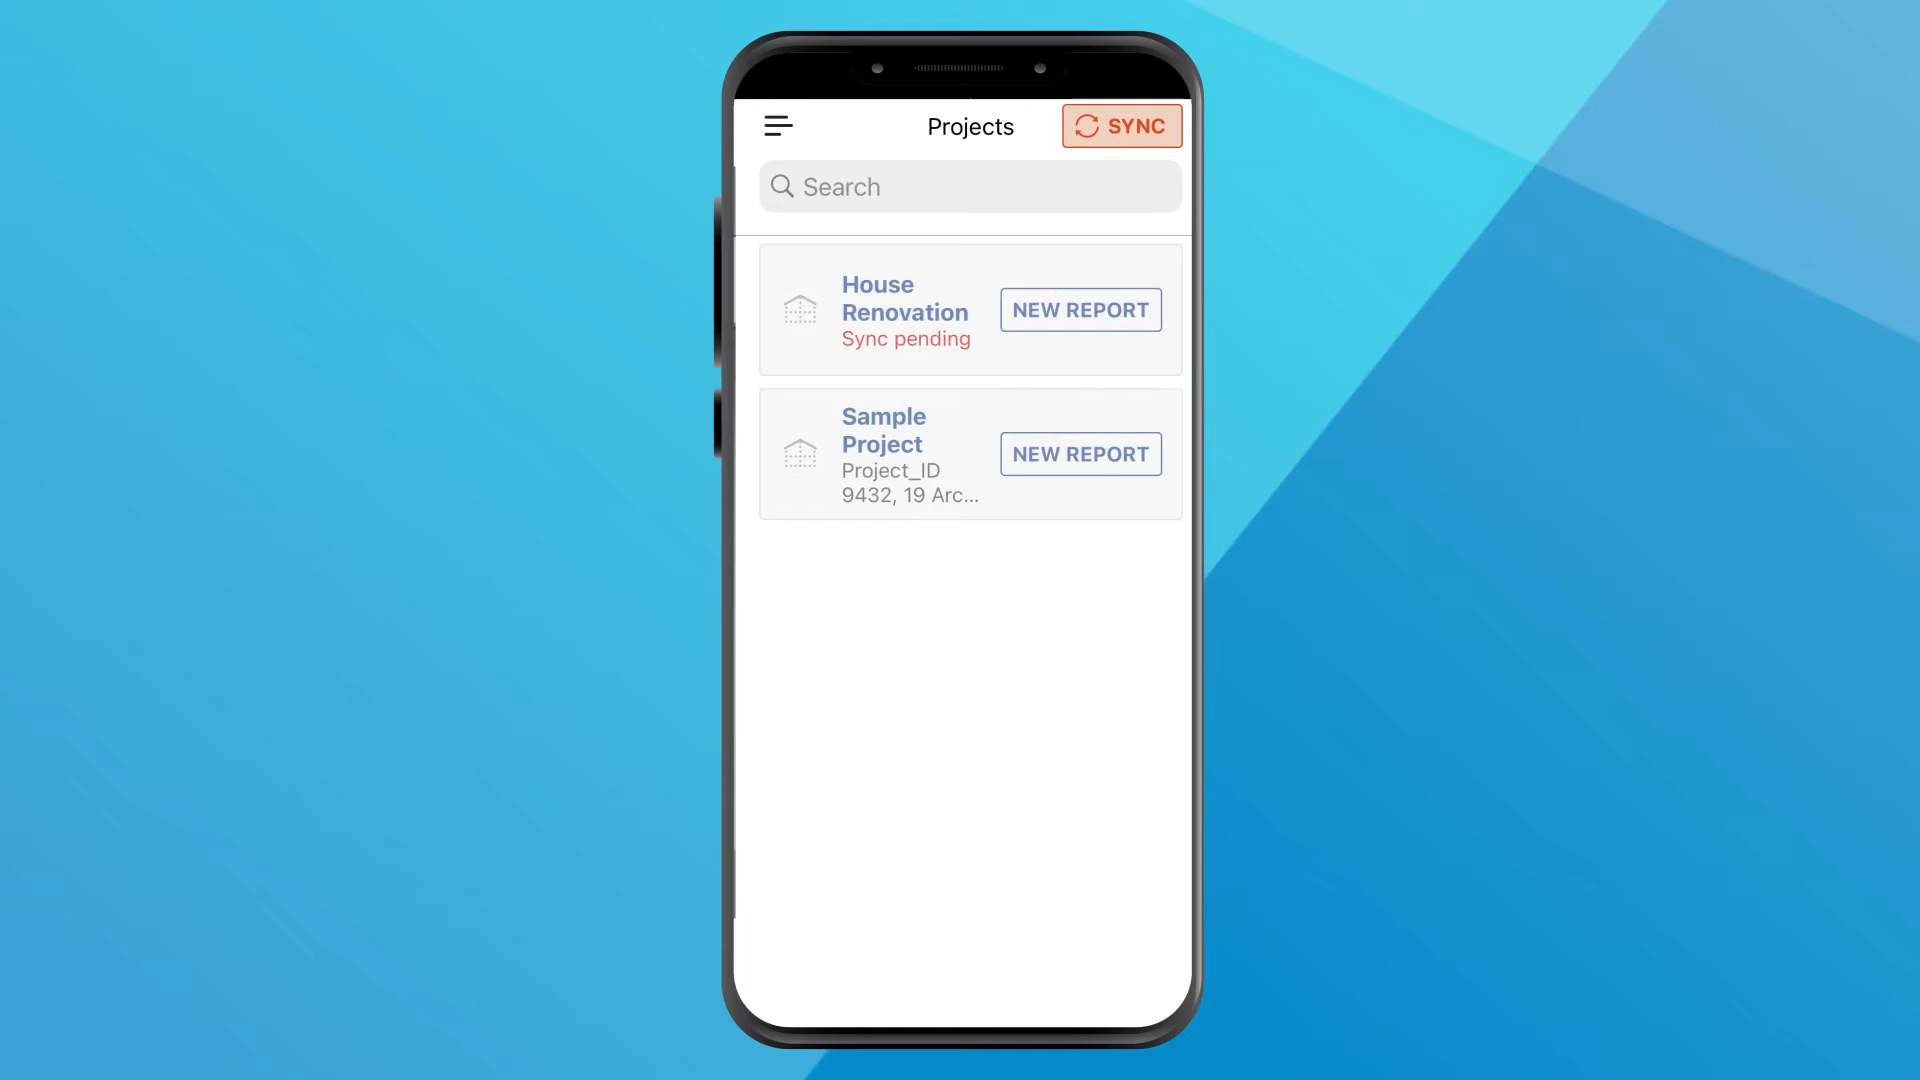 Projects
SYNC
Search
House
Renovation
Sync pending
NEW REPORT
Sample
Project
Project_ID
9432, 19 Arc...
NEW REPORT